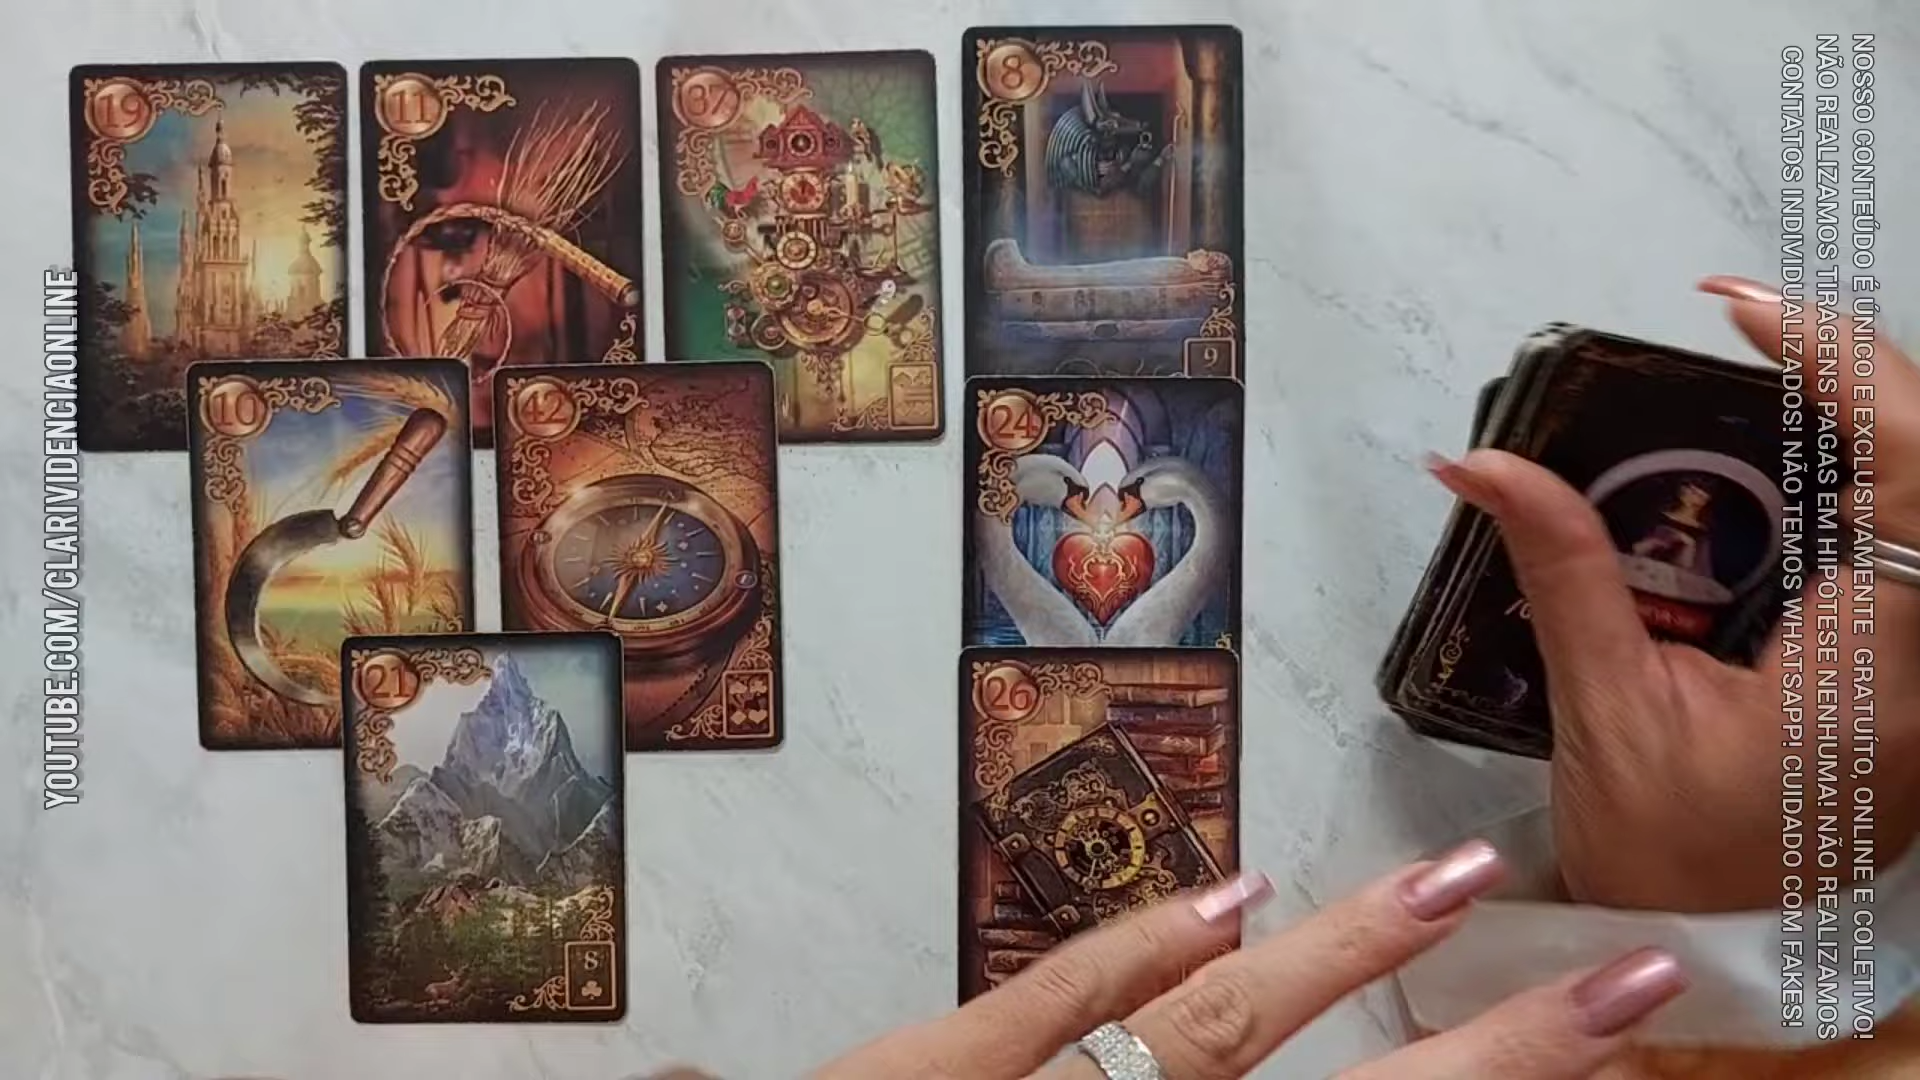 YOUTUBE.COM/CLARIVIDENCIAONLINE
19
11
37
8
9
10
42
24
21
8
26
NOSSO CONTEÚDO É ÚNICO E EXCLUSIVAMENTE GRATUÍTO, ONLINE E COLETIVO!
NÃO REALIZAMOS TIRAGENS PAGAS EM HIPÓTESE NENHUMA! NÃO REALIZAMOS
CONTATOS INDIVIDUALIZADOS! NÃO TEMOS WHATSAPP! CUIDADO COM FAKES!